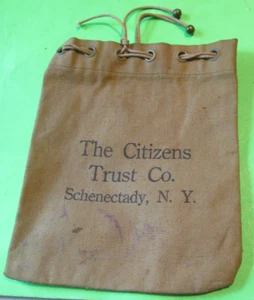 The Citizens
Trust Co.
Schenectady, N. Y.